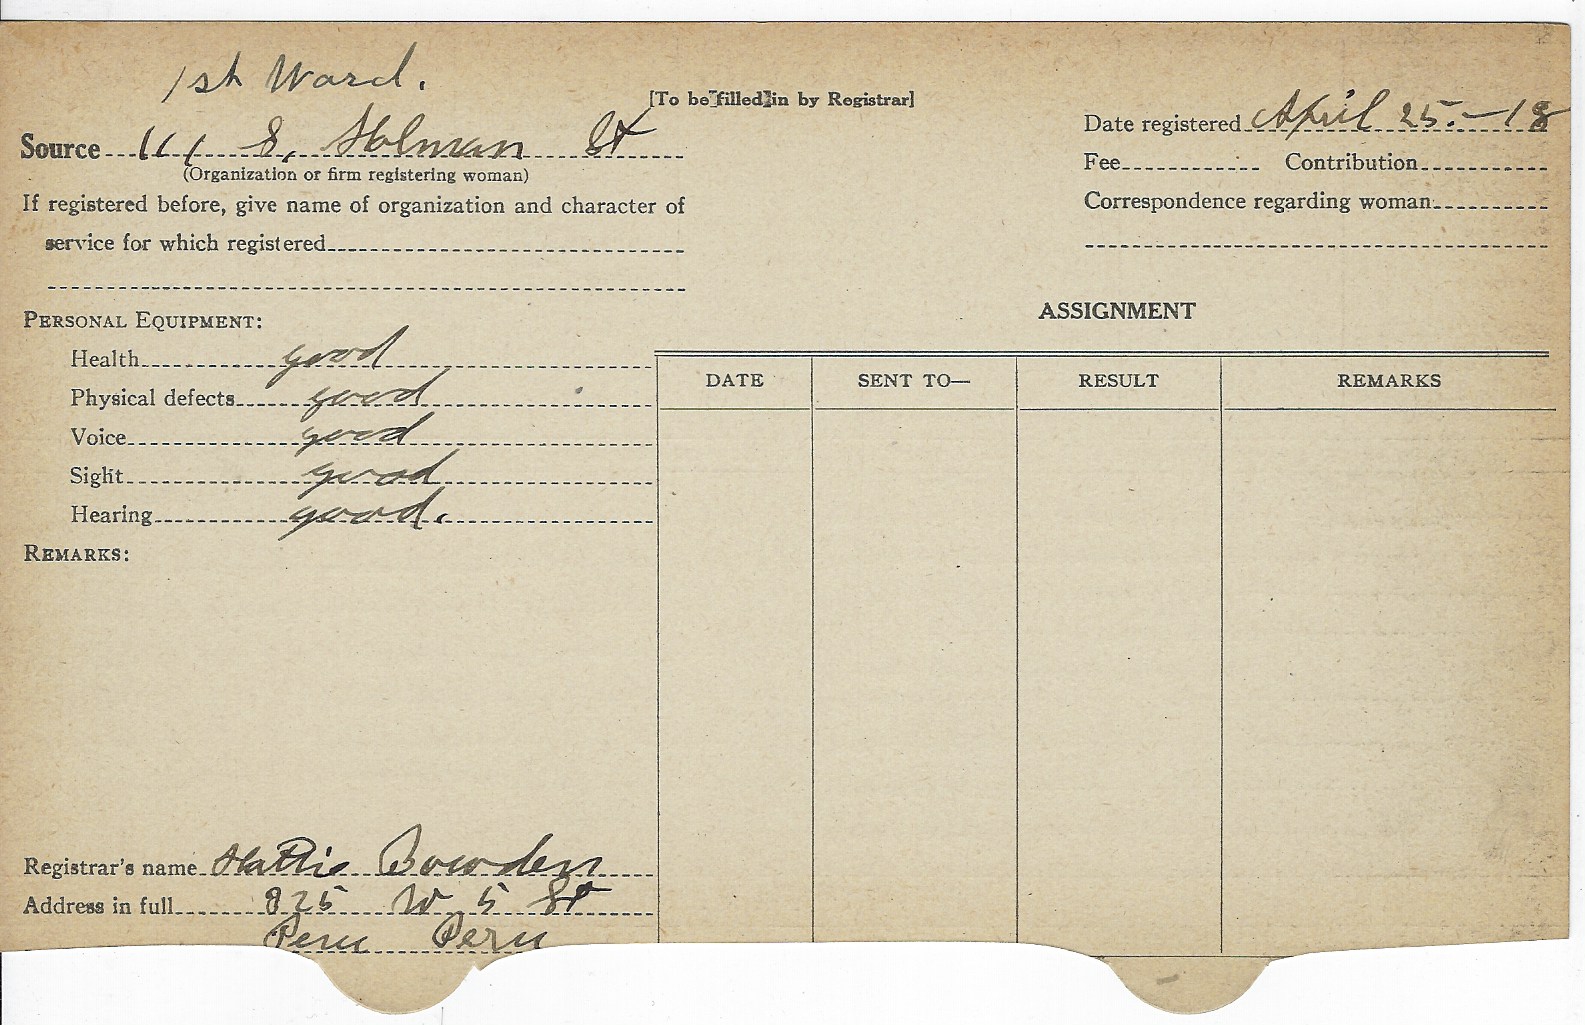 1st Ward.
[To be filled in by Registrar]
Date registered April 25.-18
Source 111 S. Holman St
(Organization or firm registering woman)
Fee Contribution
If registered before, give name of organization and character of
Correspondence regarding woman
service for which registered
PERSONAL EQUIPMENT:
ASSIGNMENT
Health good
DATE SENT TO— RESULT REMARKS
Physical defects good
Voice good
Sight good
Hearing good.
REMARKS:
Registrar's name Hattie Bowden
Address in full 825 W 5 St
Peru Peru